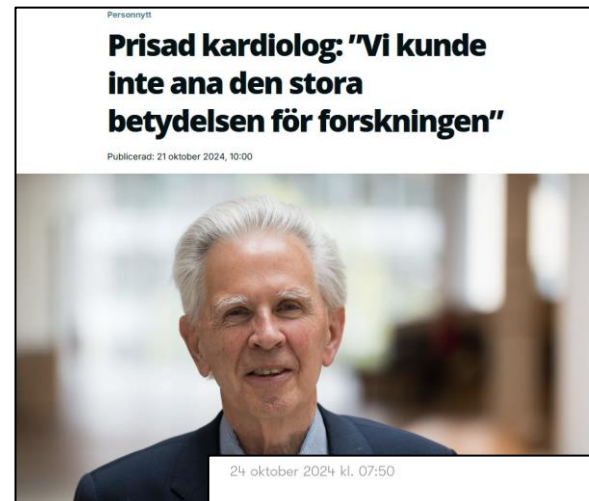 Personnytt
Prisad kardiolog: ”Vi kunde
inte ana den stora
betydelsen för forskningen”
Publicerad: 21 oktober 2024, 10:00
24 oktober 2024 kl. 07:50